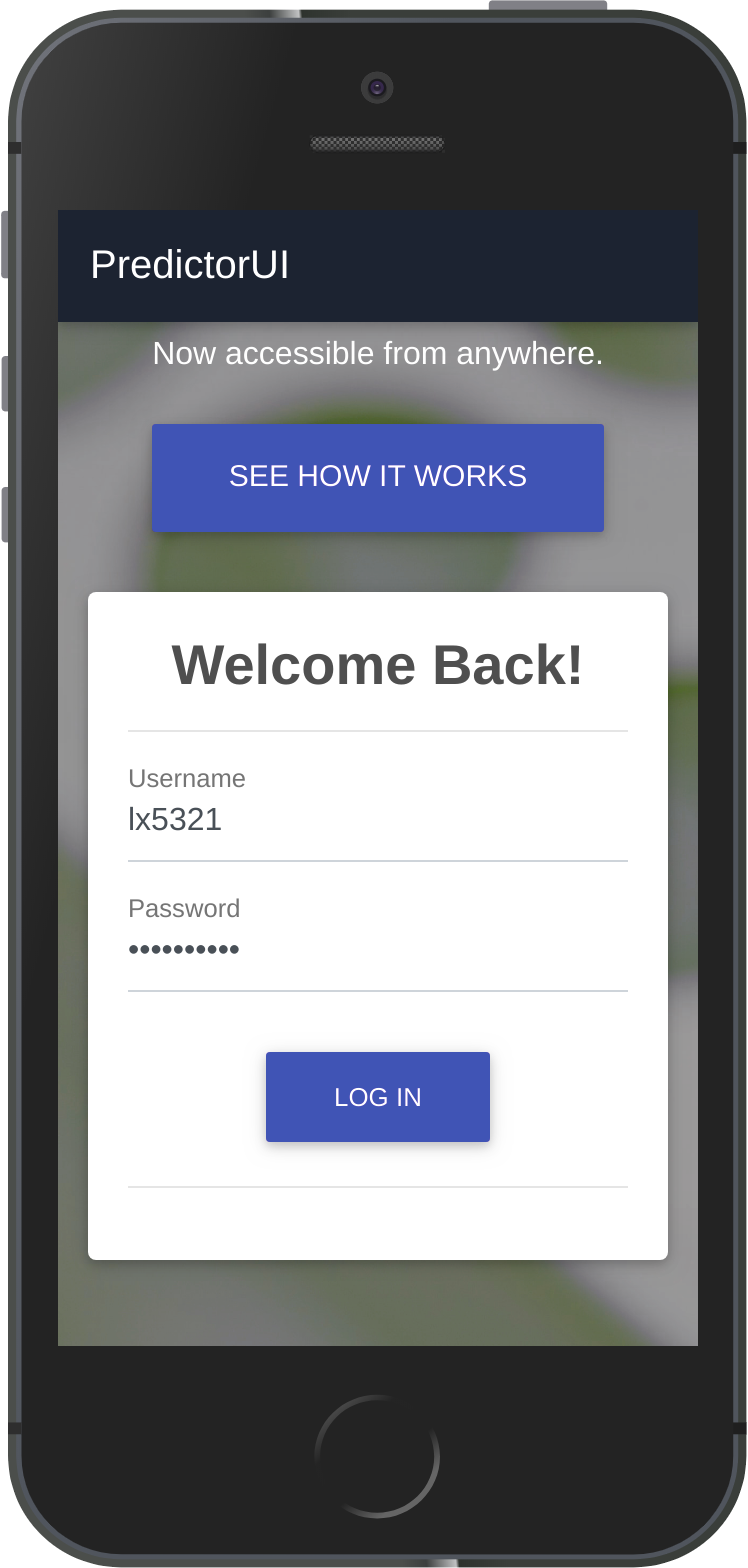 PredictorUI
Now accessible from anywhere.
SEE HOW IT WORKS
Welcome Back!
Username
lx5321
Password
••••••••••
LOG IN